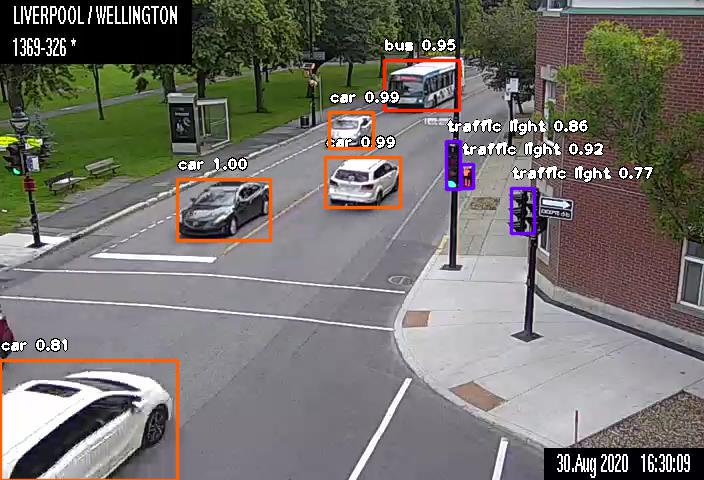 LIVERPOOL / WELLINGTON
1369-326 *
bus 0.95
car 0.99
car 0.99
traffic light 0.86
traffic light 0.92
traffic light 0.77
car 1.00
car 0.81
30.Aug 2020 16:30:09